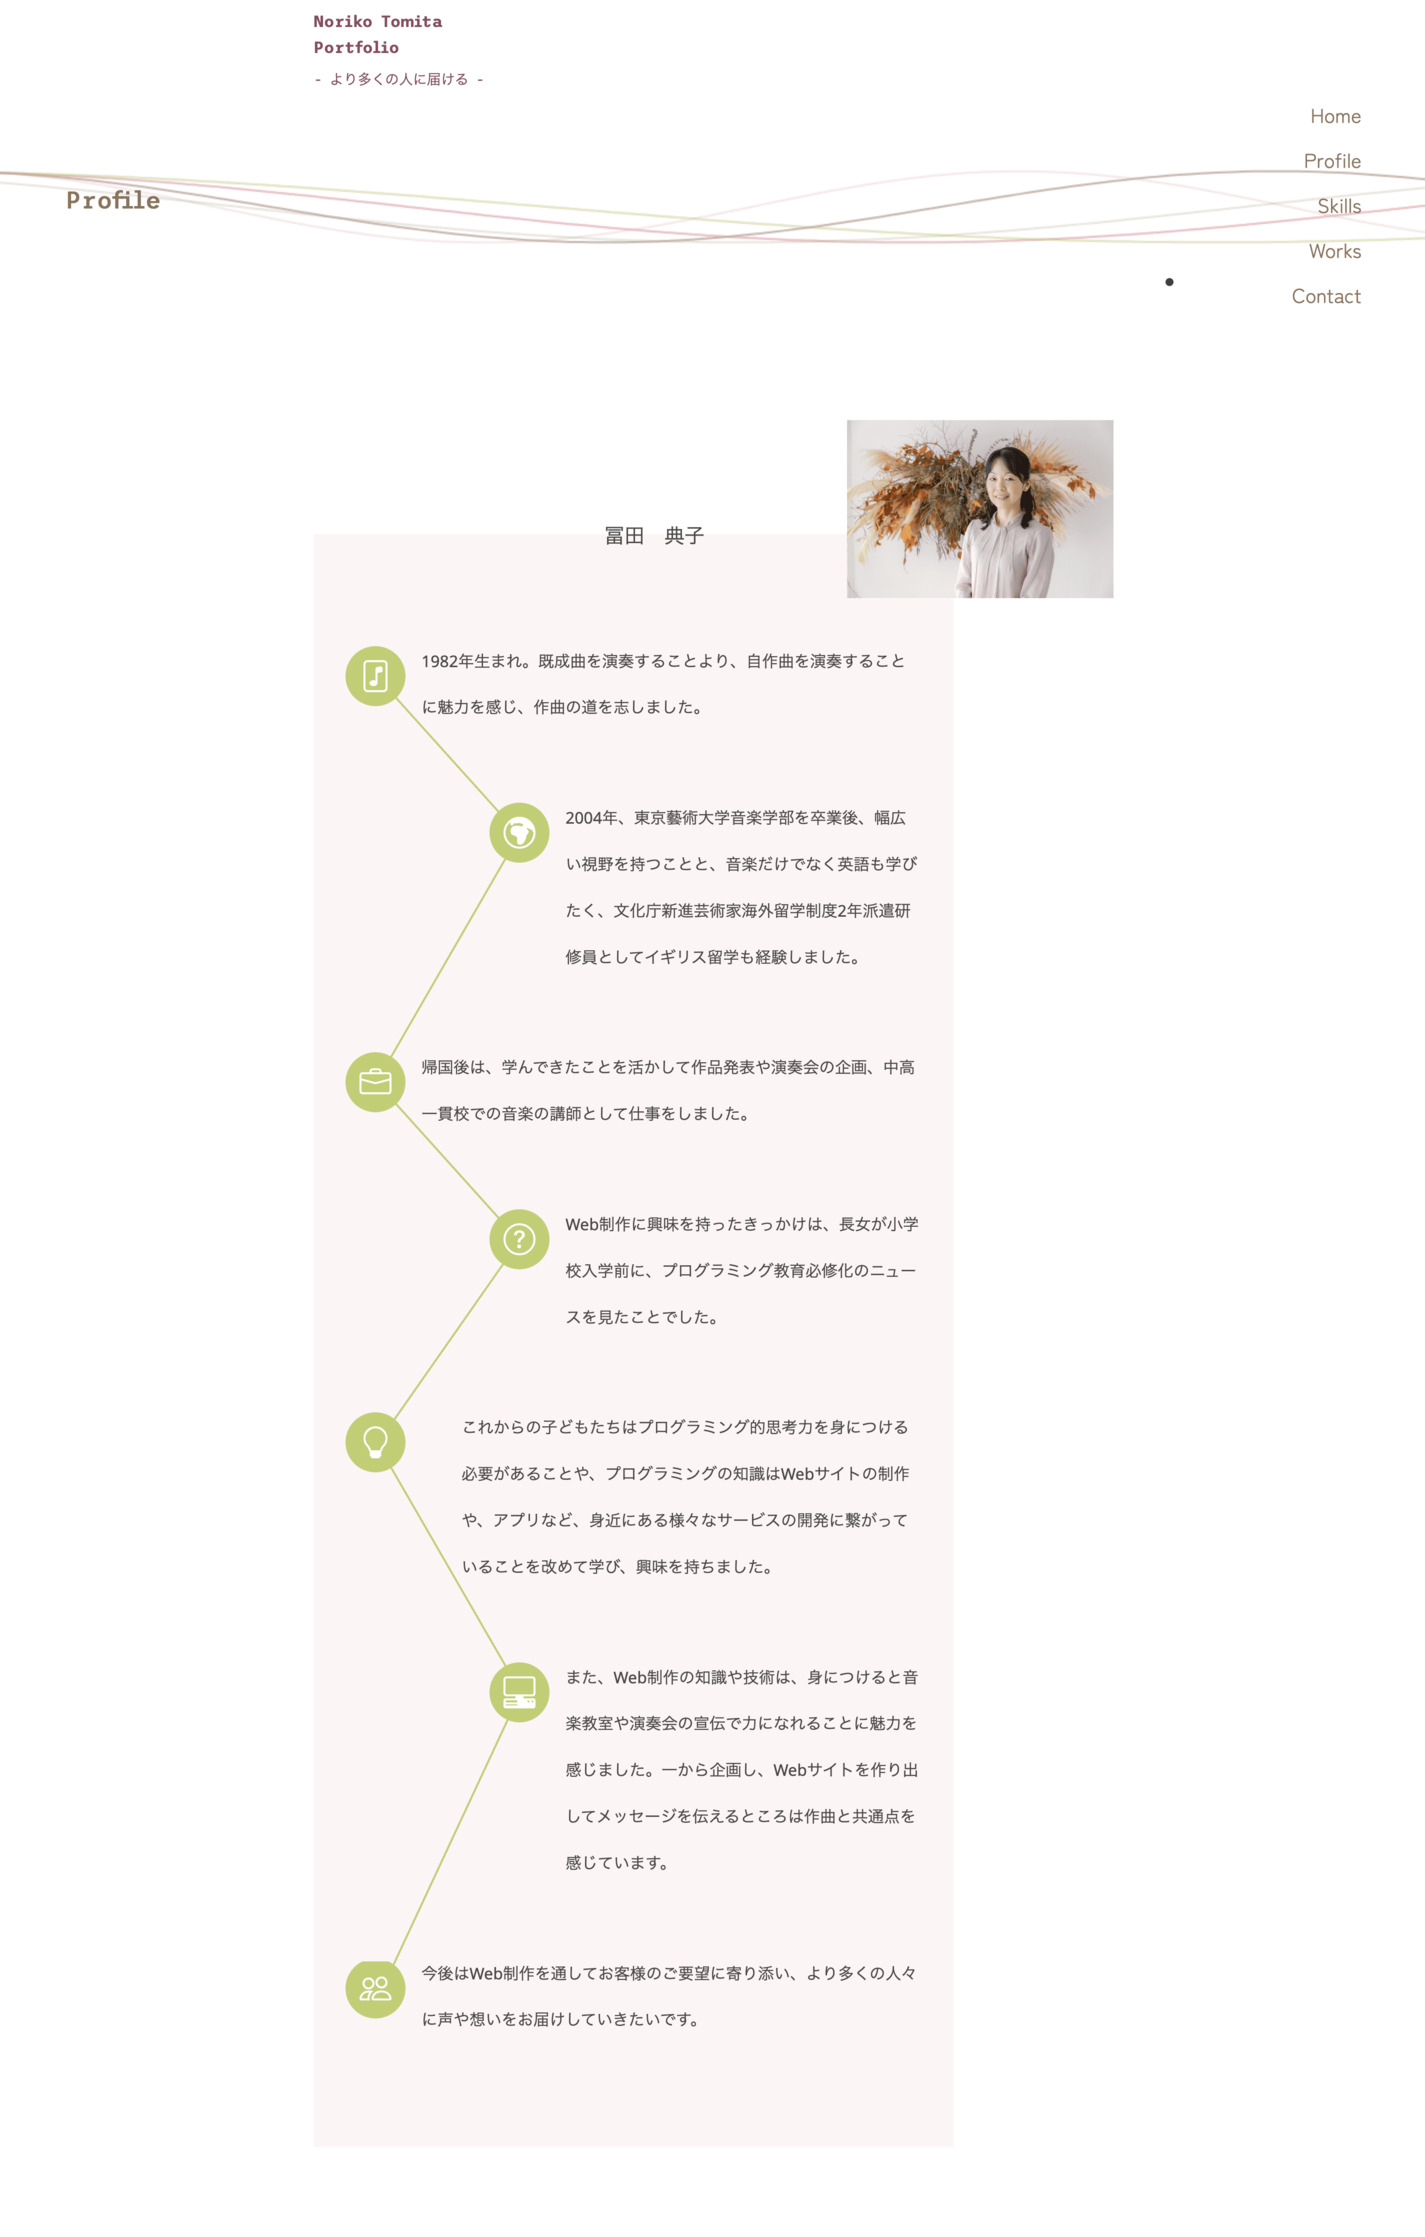 Noriko Tomita
Portfolio
- より多くの人に届ける -
Home
Profile
Skills
Works
Contact
Profile
冨田　典子
1982年生まれ。既成曲を演奏することより、自作曲を演奏すること
に魅力を感じ、作曲の道を志しました。
2004年、東京藝術大学音楽学部を卒業後、幅広
い視野を持つことと、音楽だけでなく英語も学び
たく、文化庁新進芸術家海外留学制度2年派遣研
修員としてイギリス留学も経験しました。
帰国後は、学んできたことを活かして作品発表や演奏会の企画、中高
一貫校での音楽の講師として仕事をしました。
Web制作に興味を持ったきっかけは、長女が小学
校入学前に、プログラミング教育必修化のニュー
スを見たことでした。
これからの子どもたちはプログラミング的思考力を身につける
必要があることや、プログラミングの知識はWebサイトの制作
や、アプリなど、身近にある様々なサービスの開発に繋がって
いることを改めて学び、興味を持ちました。
また、Web制作の知識や技術は、身につけると音
楽教室や演奏会の宣伝で力になれることに魅力を
感じました。一から企画し、Webサイトを作り出
してメッセージを伝えるところは作曲と共通点を
感じています。
今後はWeb制作を通してお客様のご要望に寄り添い、より多くの人々
に声や想いをお届けしていきたいです。